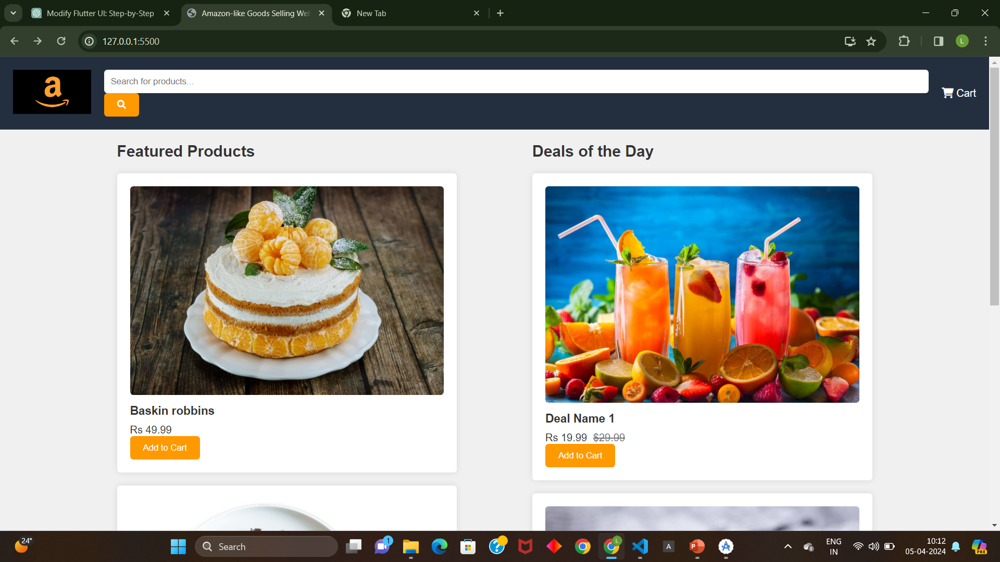 Modify Flutter UI: Step-by-Step
Amazon-like Goods Selling Wel
New Tab
127.0.0.1:5500
L
a
Search for products...
Cart
Featured Products
Deals of the Day
Baskin robbins
Rs 49.99
Add to Cart
Deal Name 1
Rs 19.99 $29.99
Add to Cart
24°
Search
1
?
L
A
P
ENG
IN
10:12
05-04-2024
PRE